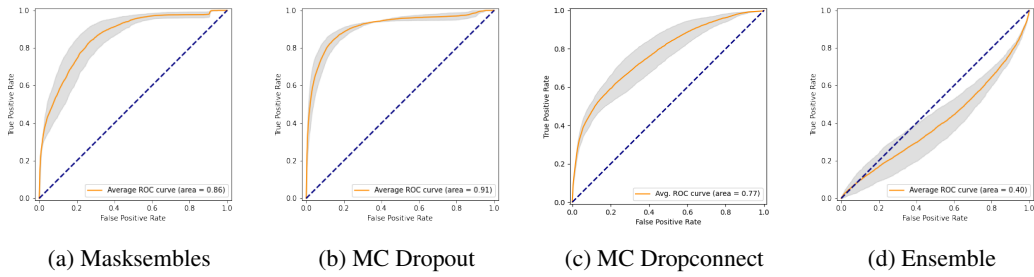 True Positive Rate
1.0
0.8
0.6
0.4
0.2
0.0
0.0 0.2 0.4 0.6 0.8 1.0
False Positive Rate
Average ROC curve (area = 0.86)
(a) Masksembles
True Positive Rate
1.0
0.8
0.6
0.4
0.2
0.0
0.0 0.2 0.4 0.6 0.8 1.0
False Positive Rate
Average ROC curve (area = 0.91)
(b) MC Dropout
True Positive Rate
1.0
0.8
0.6
0.4
0.2
0.0
0.0 0.2 0.4 0.6 0.8 1.0
False Positive Rate
Avg. ROC curve (area = 0.77)
(c) MC Dropconnect
True Positive Rate
1.0
0.8
0.6
0.4
0.2
0.0
0.0 0.2 0.4 0.6 0.8 1.0
False Positive Rate
Average ROC curve (area = 0.40)
(d) Ensemble